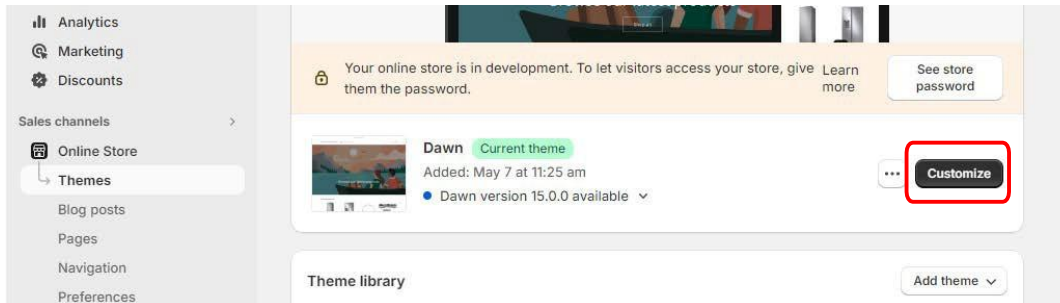 Analytics
Marketing
Discounts
Sales channels
Online Store
Themes
Blog posts
Pages
Navigation
Preferences
Your online store is in development. To let visitors access your store, give
them the password.
Learn
more
See store
password
Dawn Current theme
Added: May 7 at 11:25 am
Dawn version 15.0.0 available
Customize
Theme library
Add theme